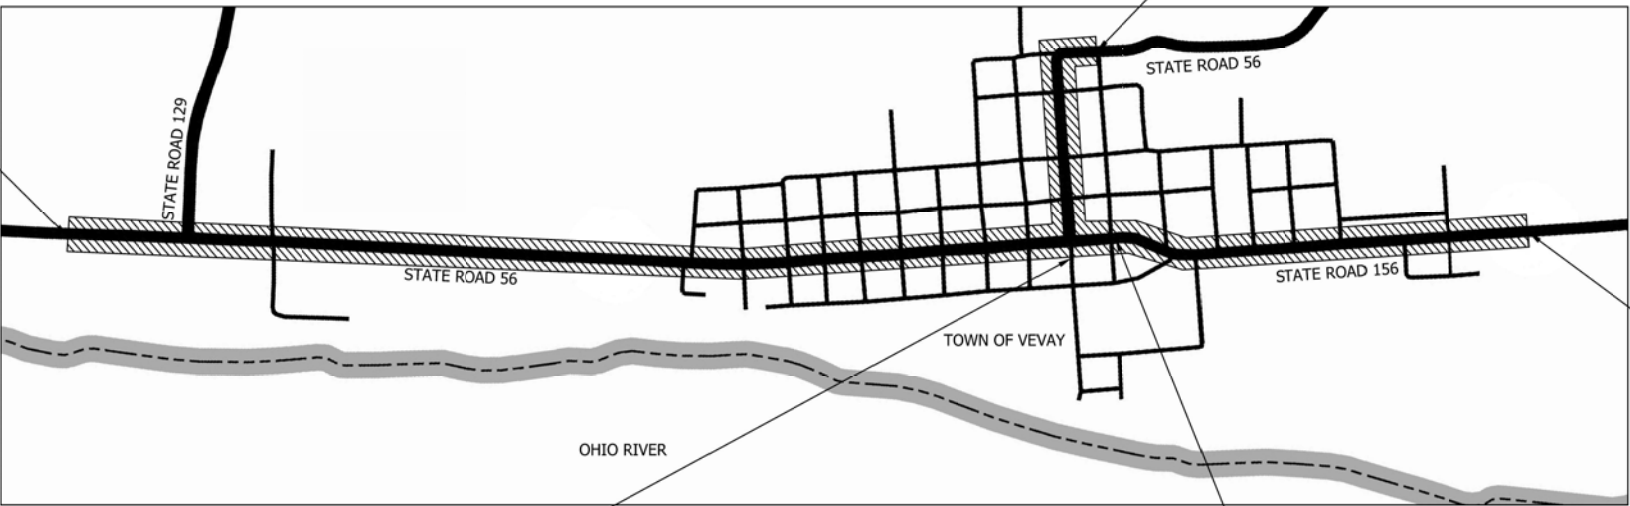 STATE ROAD 56
STATE ROAD 129
STATE ROAD 56
STATE ROAD 156
TOWN OF VEVAY
OHIO RIVER